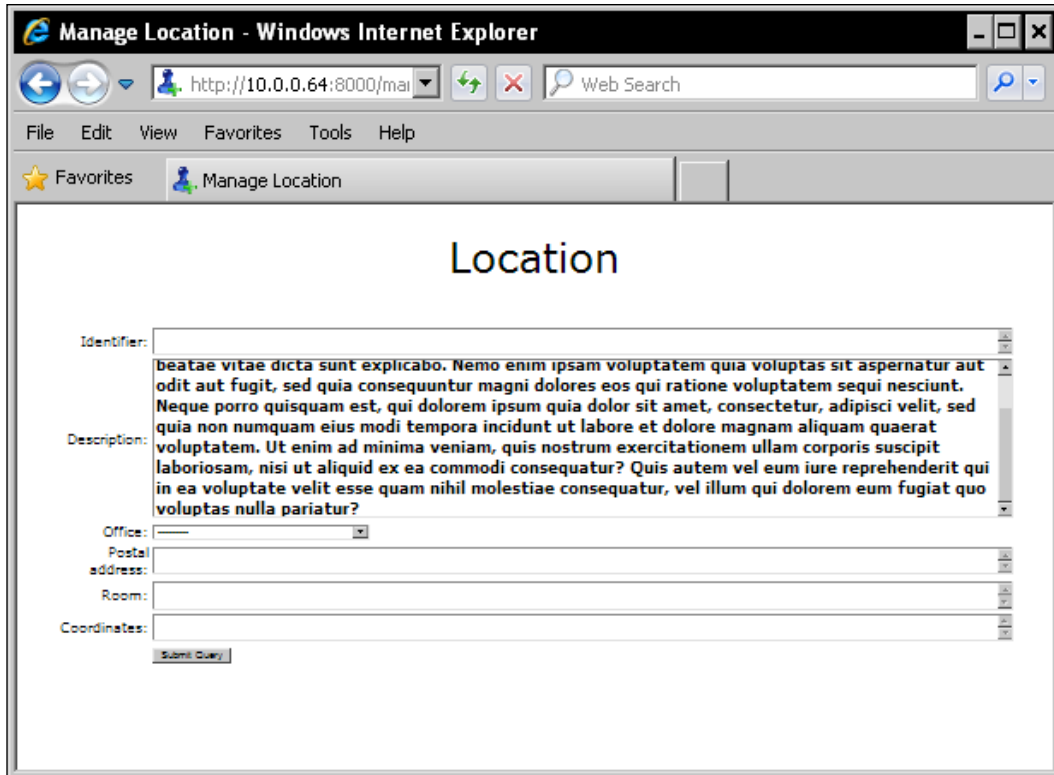 Manage Location - Windows Internet Explorer
http://10.0.0.64:8000/mai
Web Search
File Edit View Favorites Tools Help
Favorites
Manage Location
Location
Identifier:
Description:
beatae vitae dicta sunt explicabo. Nemo enim ipsam voluptatem quia voluptas sit aspernatur aut
odit aut fugit, sed quia consequuntur magni dolores eos qui ratione voluptatem sequi nesciunt.
Neque porro quisquam est, qui dolorem ipsum quia dolor sit amet, consectetur, adipisci velit, sed
quia non numquam eius modi tempora incidunt ut labore et dolore magnam aliquam quaerat
voluptatem. Ut enim ad minima veniam, quis nostrum exercitationem ullam corporis suscipit
laboriosam, nisi ut aliquid ex ea commodi consequatur? Quis autem vel eum iure reprehenderit qui
in ea voluptate velit esse quam nihil molestiae consequatur, vel illum qui dolorem eum fugiat quo
voluptas nulla pariatur?
Office: --------
Postal
address:
Room:
Coordinates:
Submit Query